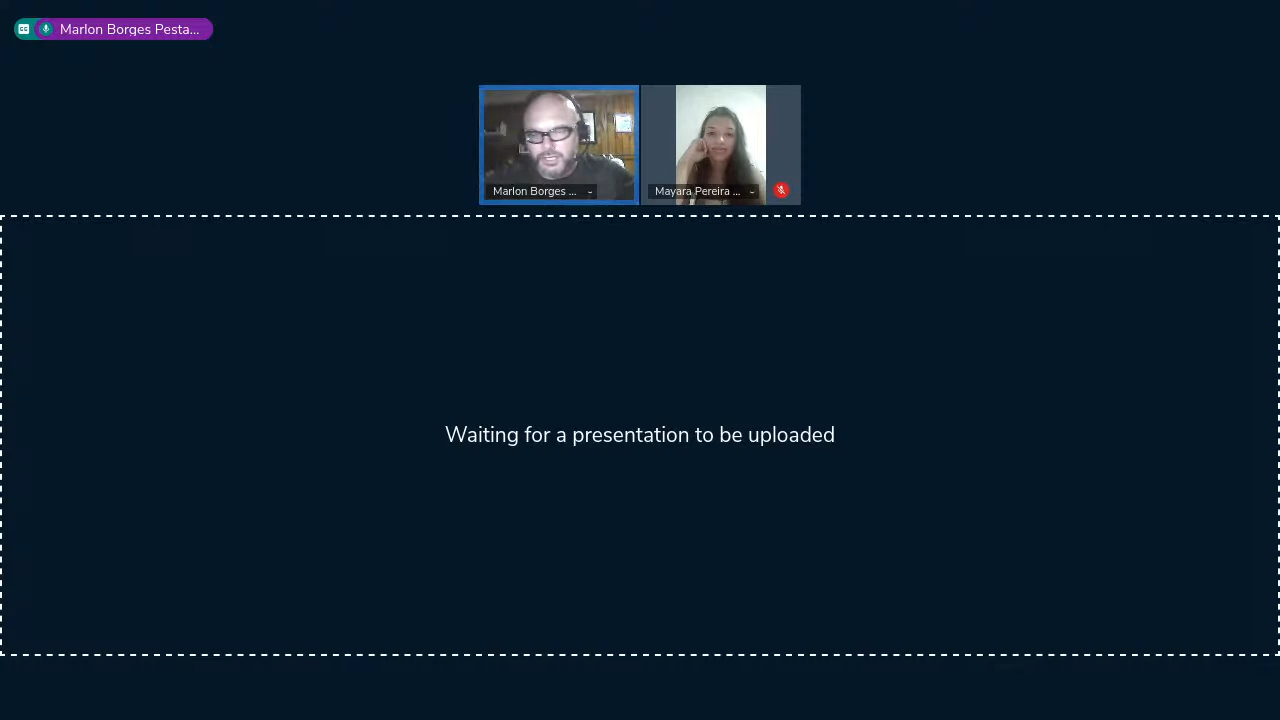 Marlon Borges Pesta...
Marlon Borges ...
Mayara Pereira ...
Waiting for a presentation to be uploaded